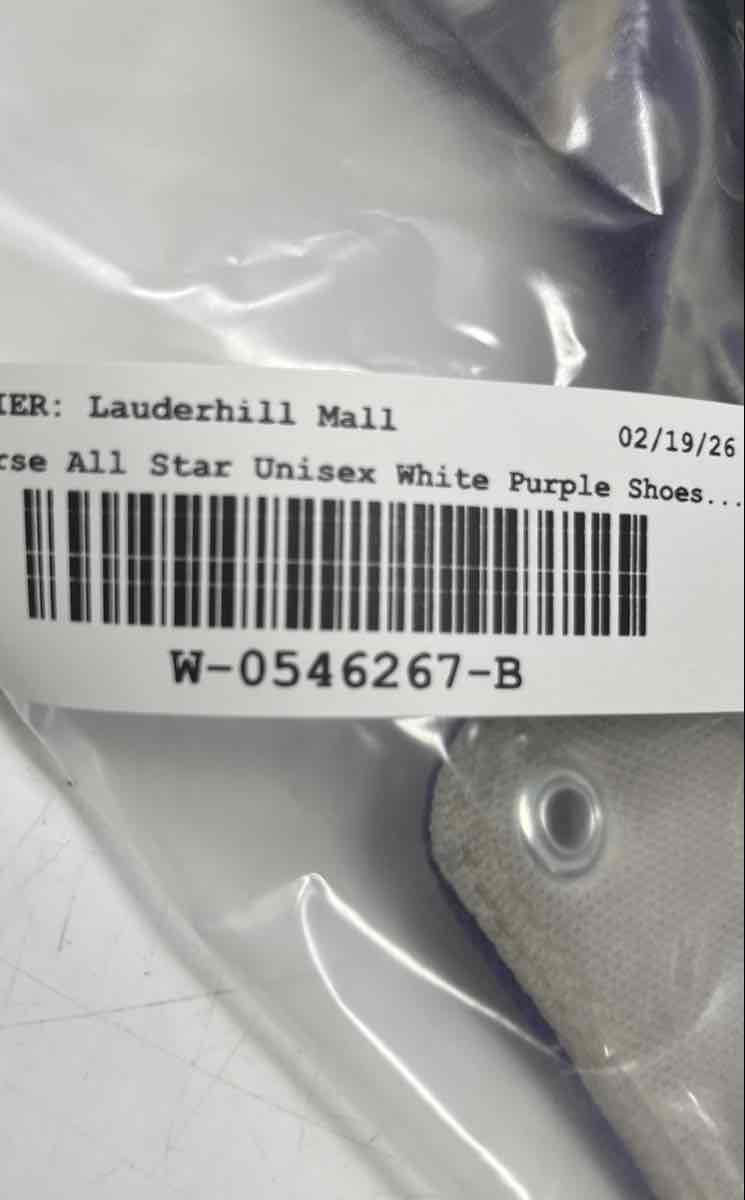 IER: Lauderhill Mall
02/19/26
rse All Star Unisex White Purple Shoes...
W-0546267-B